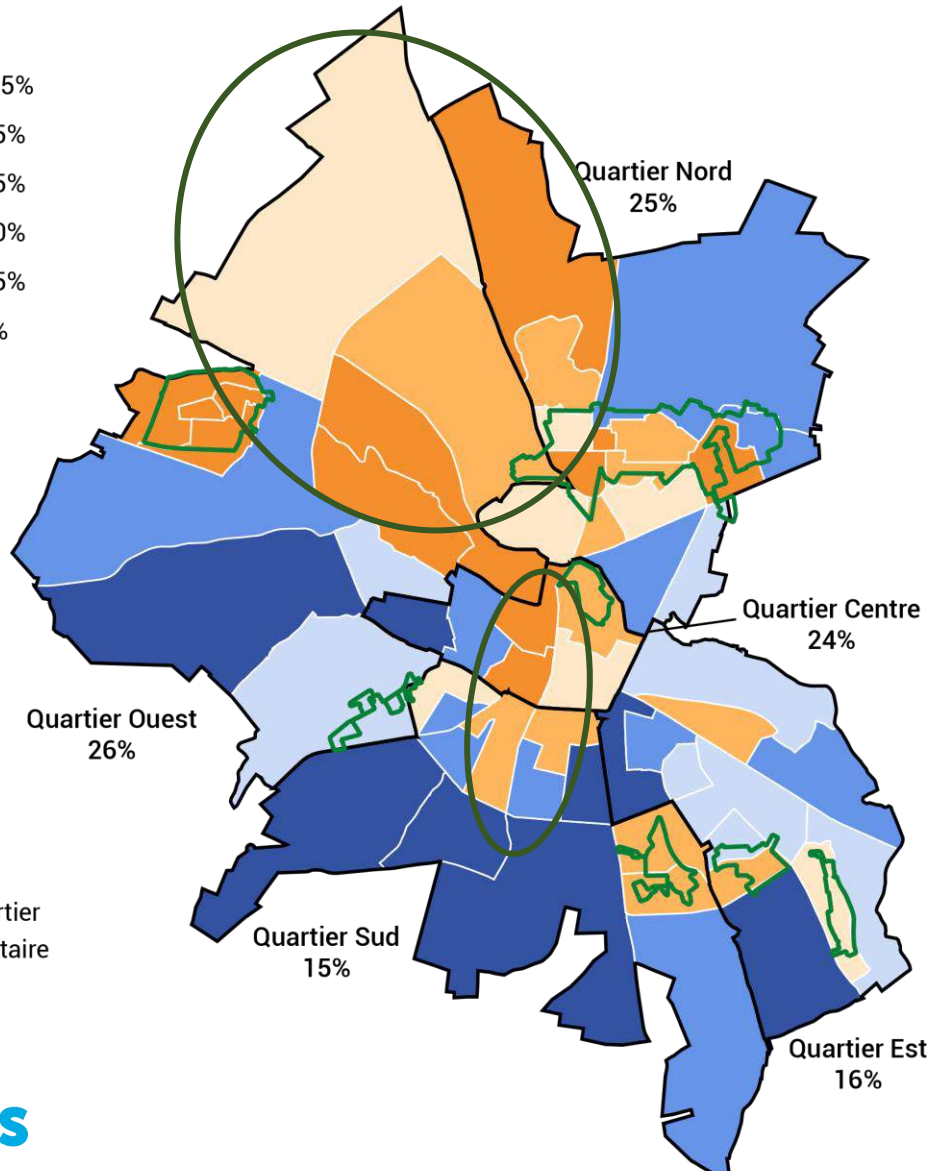 5%
5%
5%
0%
5%
%
Quartier Nord
25%
Quartier Centre
24%
Quartier Ouest
26%
rtier
taire
Quartier Sud
15%
Quartier Est
16%
s